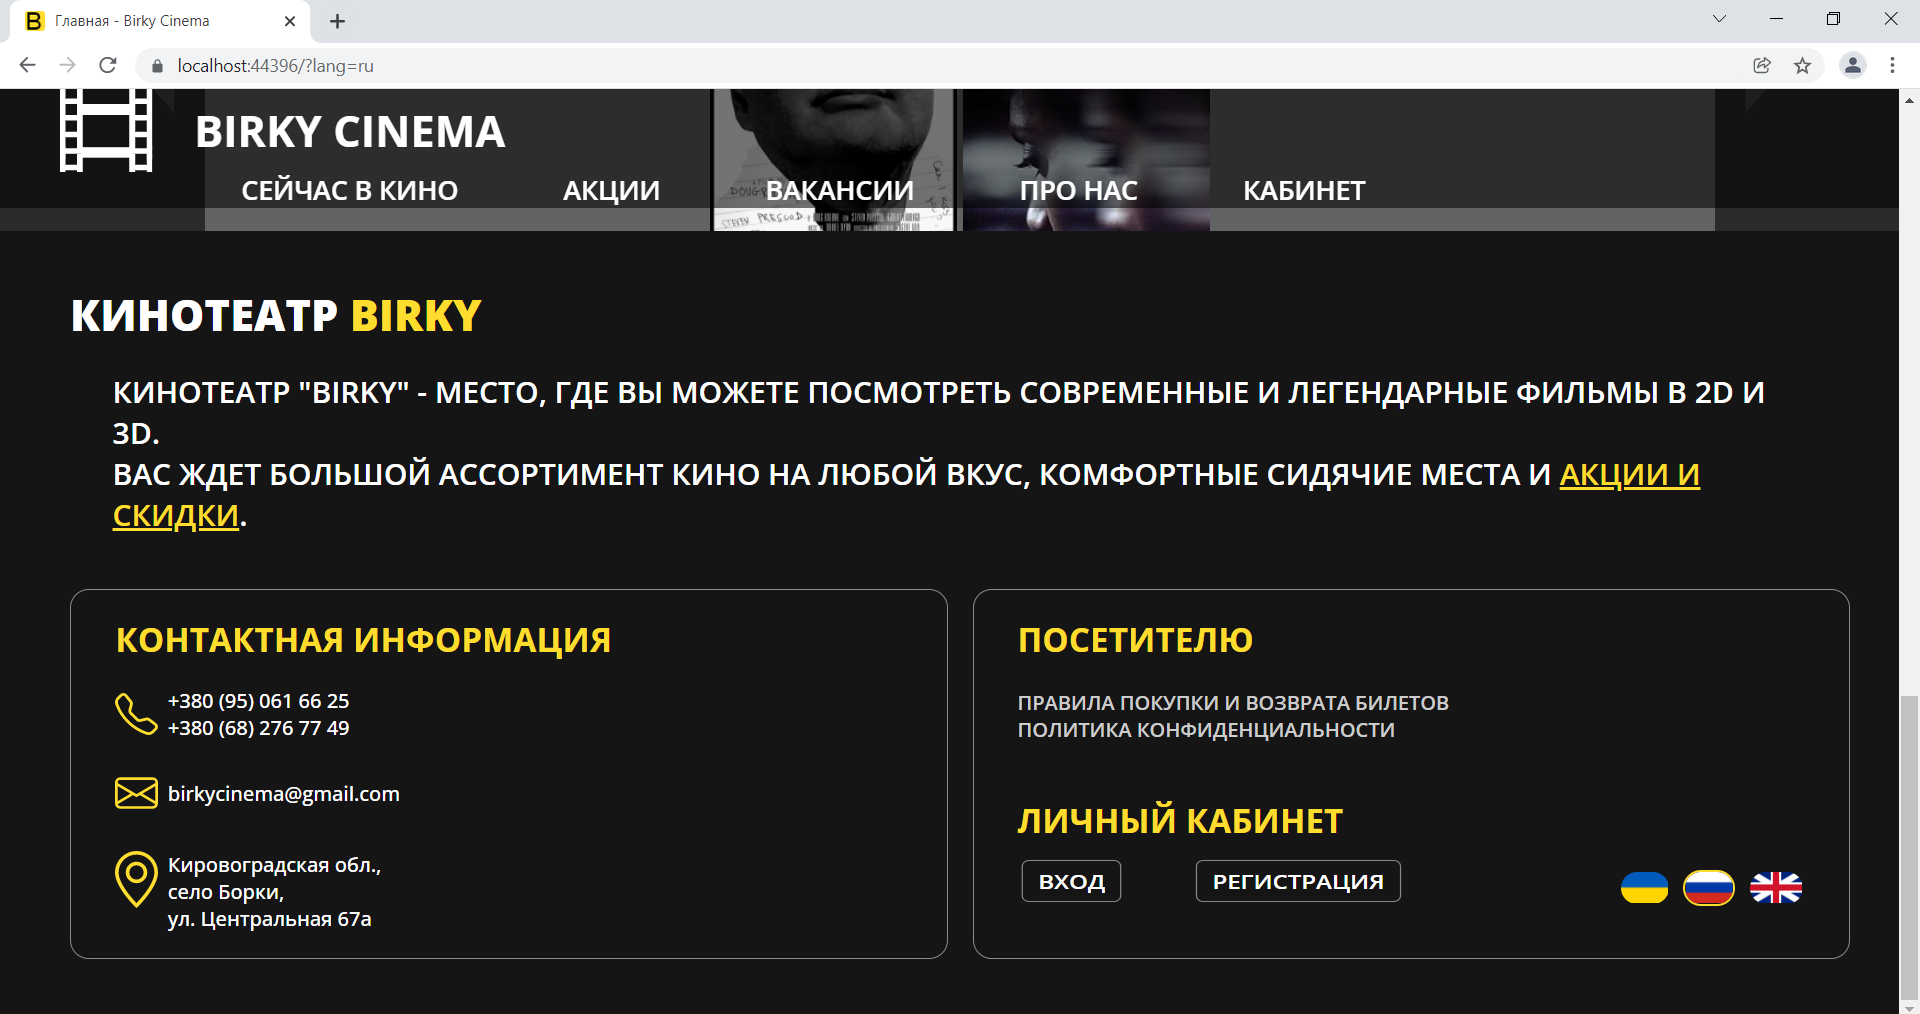 B Главная - Birky Cinema
localhost:44396/?lang=ru
BIRKY CINEMA
СЕЙЧАС В КИНО АКЦИИ ВАКАНСИИ ПРО НАС КАБИНЕТ
STEVEN PRESCOD
КИНОТЕАТР BIRKY
КИНОТЕАТР "BIRKY" - МЕСТО, ГДЕ ВЫ МОЖЕТЕ ПОСМОТРЕТЬ СОВРЕМЕННЫЕ И ЛЕГЕНДАРНЫЕ ФИЛЬМЫ В 2D И
3D.
ВАС ЖДЕТ БОЛЬШОЙ АССОРТИМЕНТ КИНО НА ЛЮБОЙ ВКУС, КОМФОРТНЫЕ СИДЯЧИЕ МЕСТА И АКЦИИ И
СКИДКИ.
КОНТАКТНАЯ ИНФОРМАЦИЯ
+380 (95) 061 66 25
+380 (68) 276 77 49
birkycinema@gmail.com
Кировоградская обл.,
село Борки,
ул. Центральная 67а
ПОСЕТИТЕЛЮ
ПРАВИЛА ПОКУПКИ И ВОЗВРАТА БИЛЕТОВ
ПОЛИТИКА КОНФИДЕНЦИАЛЬНОСТИ
ЛИЧНЫЙ КАБИНЕТ
ВХОД РЕГИСТРАЦИЯ